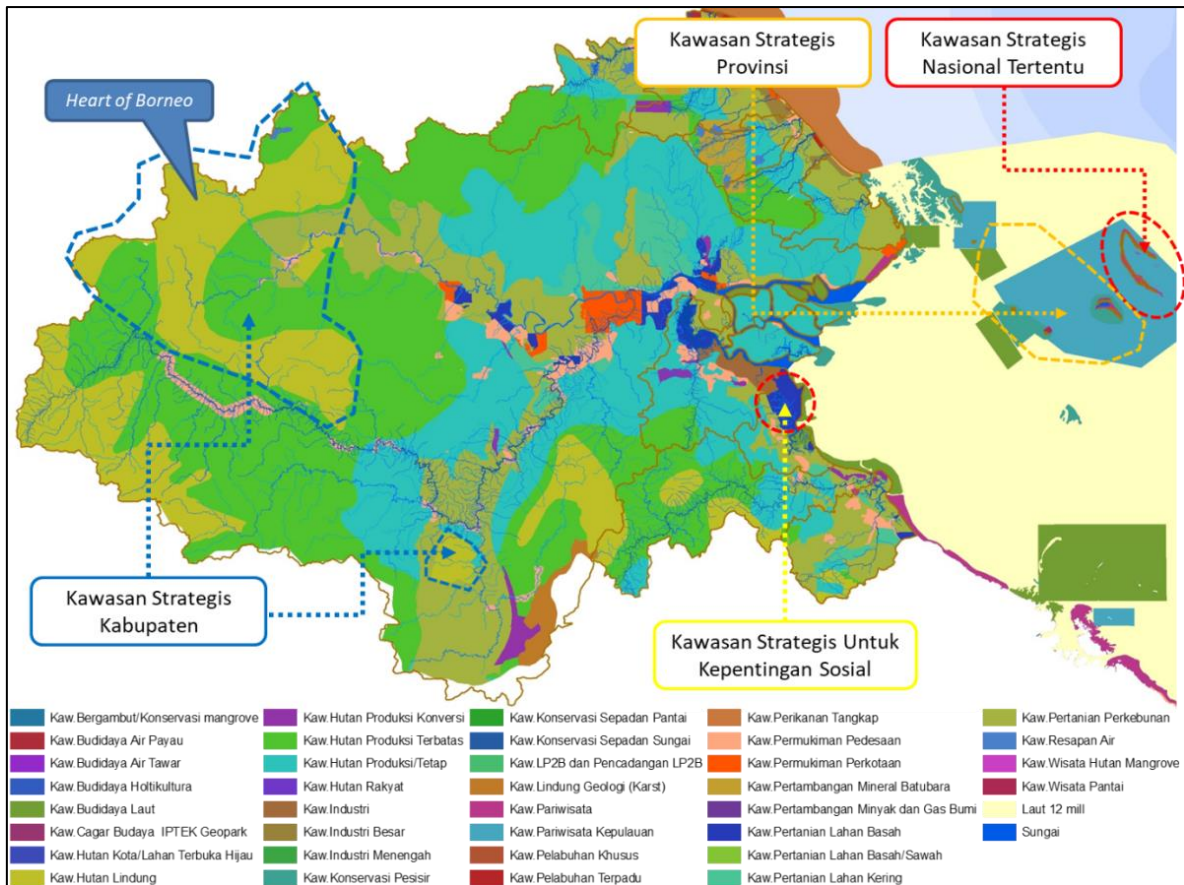 Kawasan Strategis
Provinsi
Kawasan Strategis
Nasional Tertentu
Heart of Borneo
Kawasan Strategis
Kabupaten
Kawasan Strategis Untuk
Kepentingan Sosial
Kaw.Bergambut/Konservasi mangrove
Kaw.Budidaya Air Payau
Kaw.Budidaya Air Tawar
Kaw.Budidaya Holtikultura
Kaw.Budidaya Laut
Kaw.Cagar Budaya IPTEK Geopark
Kaw.Hutan Kota/Lahan Terbuka Hijau
Kaw.Hutan Lindung
Kaw.Hutan Produksi Konversi
Kaw.Hutan Produksi Terbatas
Kaw.Hutan Produksi/Tetap
Kaw.Hutan Rakyat
Kaw.Industri
Kaw.Industri Besar
Kaw.Industri Menengah
Kaw.Konservasi Pesisir
Kaw.Konservasi Sepadan Pantai
Kaw.Konservasi Sepadan Sungai
Kaw.LP2B dan Pencadangan LP2B
Kaw.Lindung Geologi (Karst)
Kaw.Pariwisata
Kaw.Pariwisata Kepulauan
Kaw.Pelabuhan Khusus
Kaw.Pelabuhan Terpadu
Kaw.Perikanan Tangkap
Kaw.Permukiman Pedesaan
Kaw.Permukiman Perkotaan
Kaw.Pertambangan Mineral Batubara
Kaw.Pertambangan Minyak dan Gas Bumi
Kaw.Pertanian Lahan Basah
Kaw.Pertanian Lahan Basah/Sawah
Kaw.Pertanian Lahan Kering
Kaw.Pertanian Perkebunan
Kaw.Resapan Air
Kaw.Wisata Hutan Mangrove
Kaw.Wisata Pantai
Laut 12 mill
Sungai